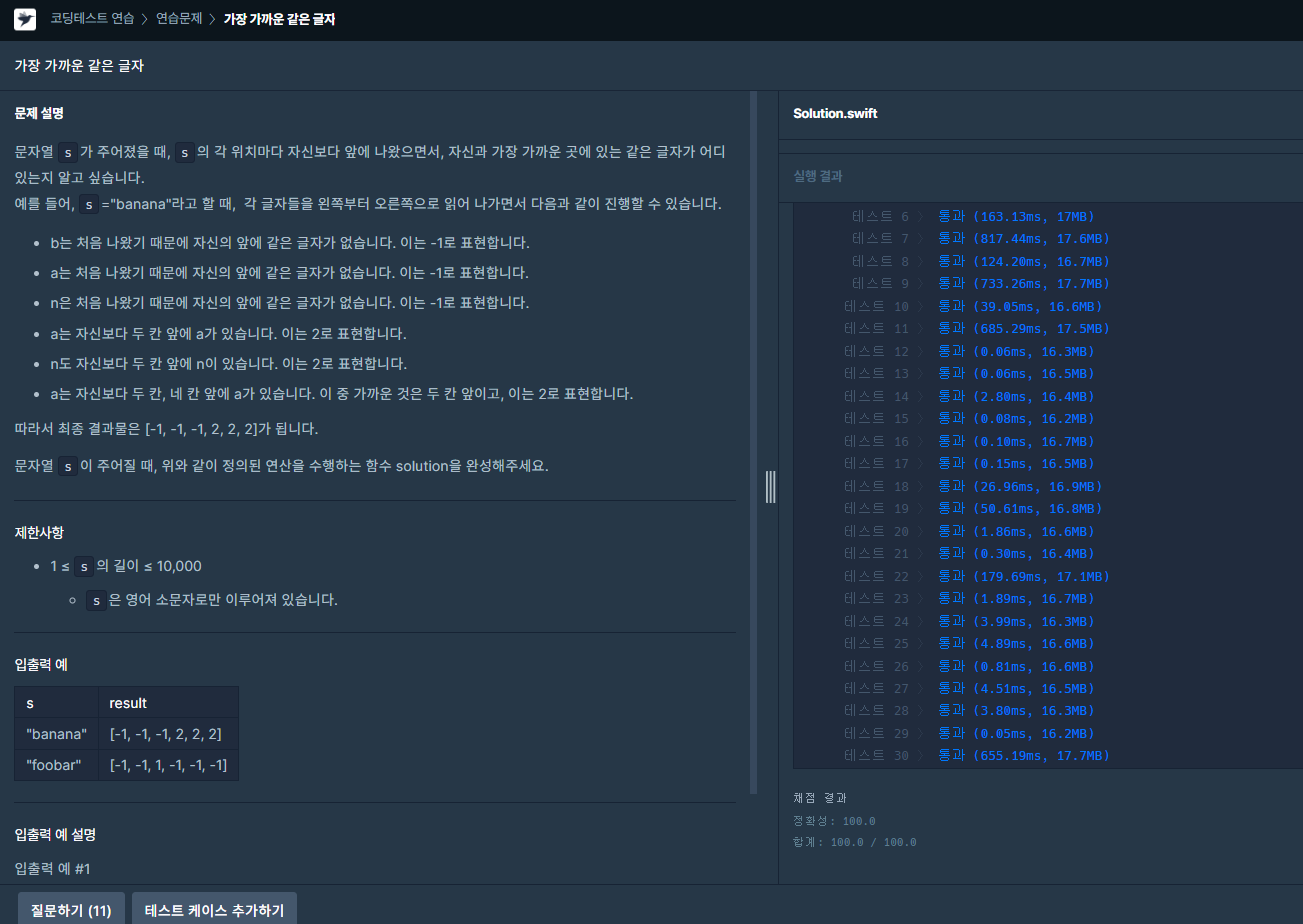 코딩테스트 연습 > 연습문제 > 가장 가까운 같은 글자
가장 가까운 같은 글자
문제 설명
문자열 s가 주어졌을 때, s의 각 위치마다 자신보다 앞에 나왔으면서, 자신과 가장 가까운 곳에 있는 같은 글자가 어디
있는지 알고 싶습니다.
예를 들어, s="banana"라고 할 때,  각 글자들을 왼쪽부터 오른쪽으로 읽어 나가면서 다음과 같이 진행할 수 있습니다.
• b는 처음 나왔기 때문에 자신의 앞에 같은 글자가 없습니다. 이는 -1로 표현합니다.
• a는 처음 나왔기 때문에 자신의 앞에 같은 글자가 없습니다. 이는 -1로 표현합니다.
• n은 처음 나왔기 때문에 자신의 앞에 같은 글자가 없습니다. 이는 -1로 표현합니다.
• a는 자신보다 두 칸 앞에 a가 있습니다. 이는 2로 표현합니다.
• n도 자신보다 두 칸 앞에 n이 있습니다. 이는 2로 표현합니다.
• a는 자신보다 두 칸, 네 칸 앞에 a가 있습니다. 이 중 가까운 것은 두 칸 앞이고, 이는 2로 표현합니다.
따라서 최종 결과물은 [-1, -1, -1, 2, 2, 2]가 됩니다.
문자열 s이 주어질 때, 위와 같이 정의된 연산을 수행하는 함수 solution을 완성해주세요.
제한사항
• 1 ≤ s의 길이 ≤ 10,000
◦ s은 영어 소문자로만 이루어져 있습니다.
입출력 예
s result
"banana" [-1, -1, -1, 2, 2, 2]
"foobar" [-1, -1, 1, -1, -1, -1]
입출력 예 설명
입출력 예 #1
질문하기 (11) 테스트 케이스 추가하기
Solution.swift
실행 결과
테스트 6 > 통과 (163.13ms, 17MB)
테스트 7 > 통과 (817.44ms, 17.6MB)
테스트 8 > 통과 (124.20ms, 16.7MB)
테스트 9 > 통과 (733.26ms, 17.7MB)
테스트 10 > 통과 (39.05ms, 16.6MB)
테스트 11 > 통과 (685.29ms, 17.5MB)
테스트 12 > 통과 (0.06ms, 16.3MB)
테스트 13 > 통과 (0.06ms, 16.5MB)
테스트 14 > 통과 (2.80ms, 16.4MB)
테스트 15 > 통과 (0.08ms, 16.2MB)
테스트 16 > 통과 (0.10ms, 16.7MB)
테스트 17 > 통과 (0.15ms, 16.5MB)
테스트 18 > 통과 (26.96ms, 16.9MB)
테스트 19 > 통과 (50.61ms, 16.8MB)
테스트 20 > 통과 (1.86ms, 16.6MB)
테스트 21 > 통과 (0.30ms, 16.4MB)
테스트 22 > 통과 (179.69ms, 17.1MB)
테스트 23 > 통과 (1.89ms, 16.7MB)
테스트 24 > 통과 (3.99ms, 16.3MB)
테스트 25 > 통과 (4.89ms, 16.6MB)
테스트 26 > 통과 (0.81ms, 16.6MB)
테스트 27 > 통과 (4.51ms, 16.5MB)
테스트 28 > 통과 (3.80ms, 16.3MB)
테스트 29 > 통과 (0.05ms, 16.2MB)
테스트 30 > 통과 (655.19ms, 17.7MB)
채점 결과
정확성: 100.0
합계: 100.0 / 100.0